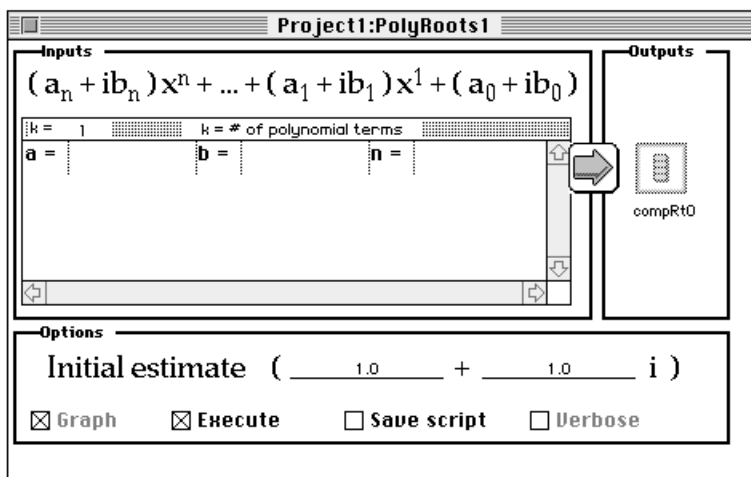 Project1:PolyRoots1
Inputs
Outputs
(aₙ + ibₙ)xⁿ + ... + (a₁ + ib₁)x¹ + (a₀ + ib₀)
k = 1 k = # of polynomial terms
a = b = n =
compRt0
Options
Initial estimate ( 1.0 + 1.0 i )
Graph Execute Save script Verbose